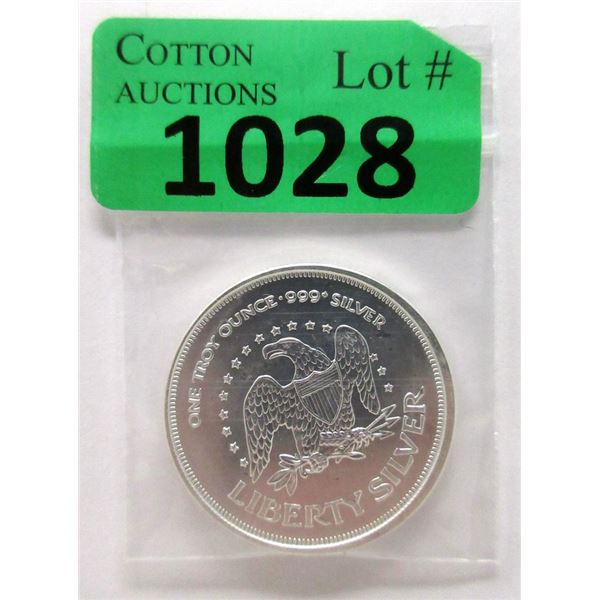 COTTON
AUCTIONS
Lot #
1028
ONE TROY OUNCE • 999+ SILVER
LIBERTY SILVER